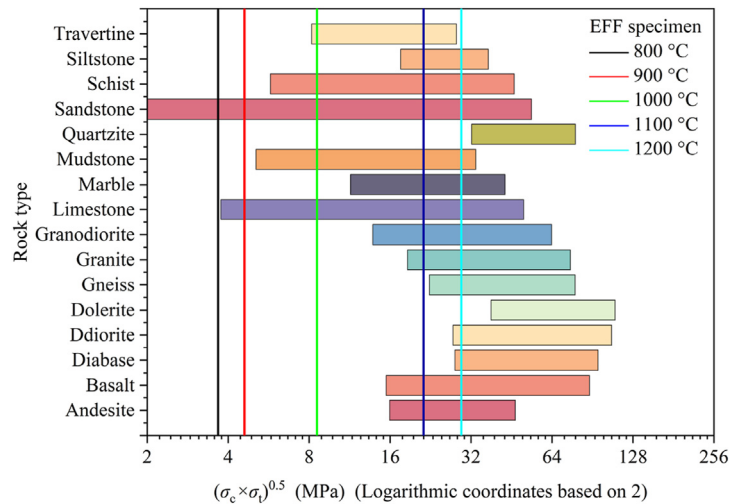 EFF specimen
800 °C
900 °C
1000 °C
1100 °C
1200 °C
Rock type
Travertine
Siltstone
Schist
Sandstone
Quartzite
Mudstone
Marble
Limestone
Granodiorite
Granite
Gneiss
Dolerite
Ddiorite
Diabase
Basalt
Andesite
2 4 8 16 32 64 128 256
(σc×σt)^0.5 (MPa) (Logarithmic coordinates based on 2)